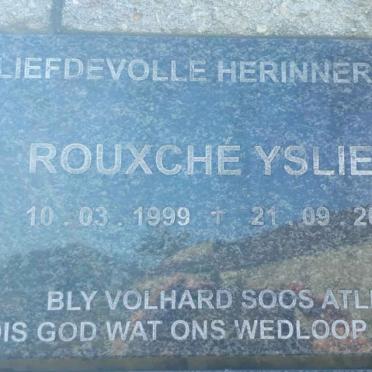 LIEFDEVOLLE HERINNER
ROUXCHÉ YSLIE
10 . 03 . 1999 † 21 . 09 . 20
BLY VOLHARD SOOS ATL
DIS GOD WAT ONS WEDLOOP